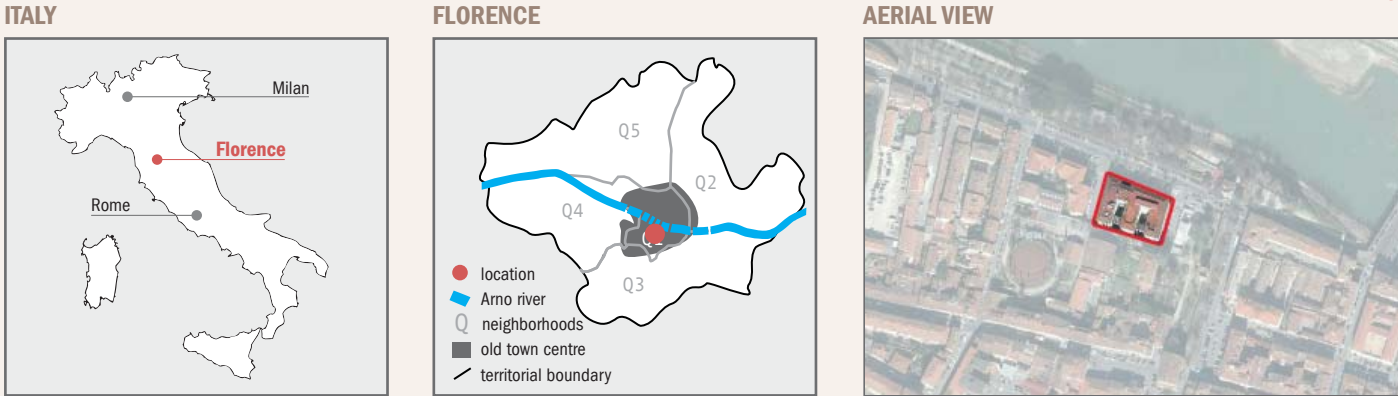 ITALY
Milan
Florence
Rome
FLORENCE
Q5
Q2
Q4
Q3
location
Arno river
Q neighborhoods
old town centre
territorial boundary
AERIAL VIEW